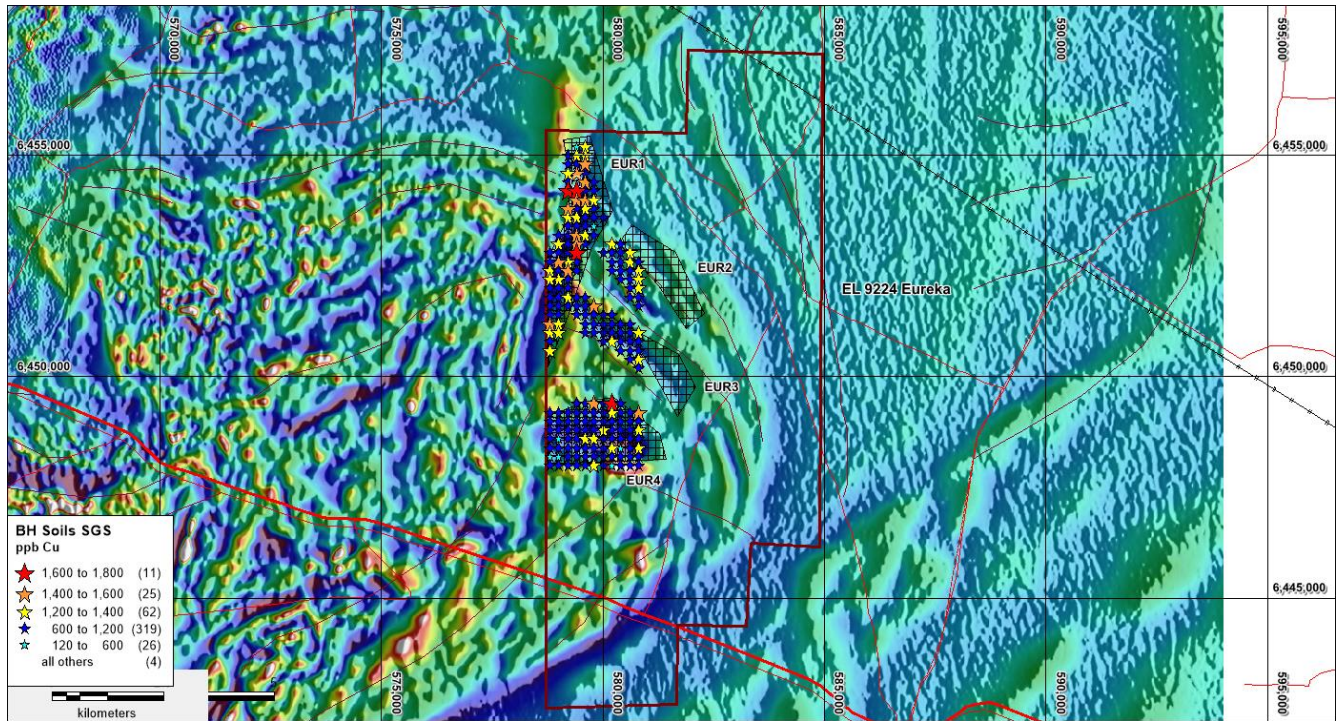 570,000
575,000
580,000
585,000
590,000
595,000
6,455,000
EUR1
EUR2
EL 9224 Eureka
6,450,000
6,450,000
EUR3
EUR4
BH Soils SGS
ppb Cu
1,600 to 1,800 (11)
1,400 to 1,600 (25)
1,200 to 1,400 (62)
600 to 1,200 (319)
120 to 600 (26)
all others (4)
kilometers
6,455,000
6,445,000
575,000
580,000
585,000
590,000
595,000